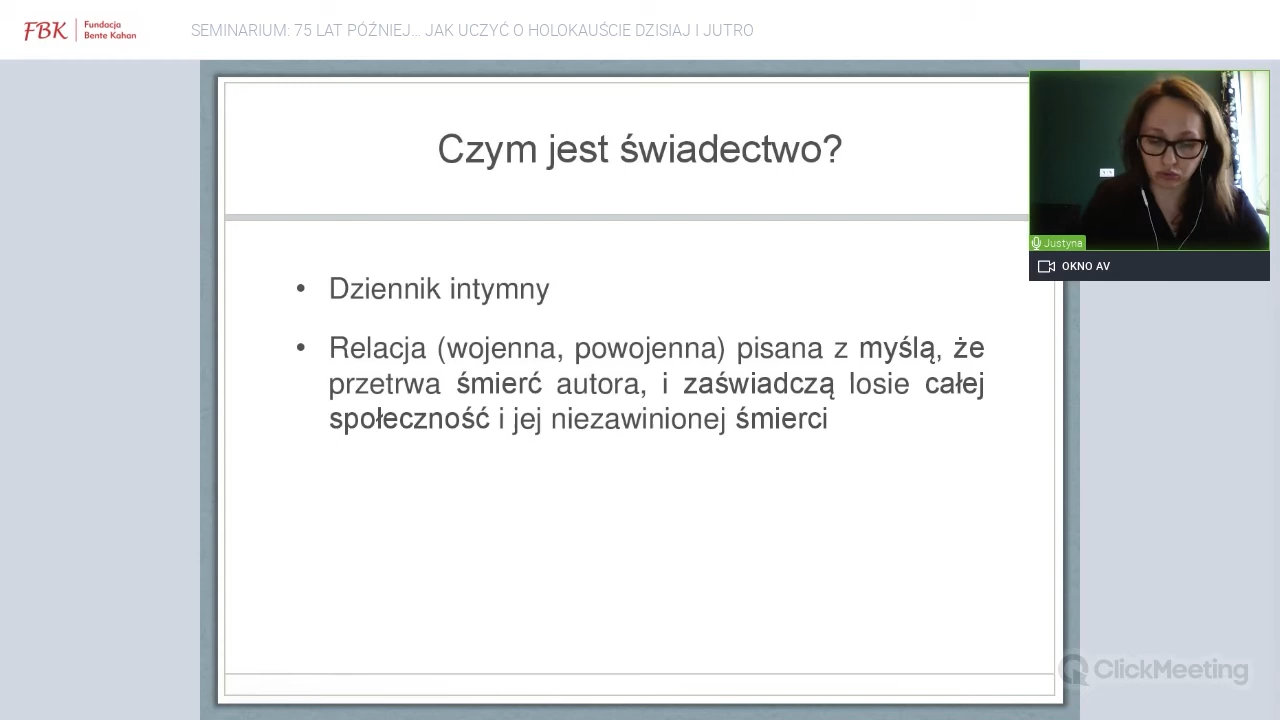 FBK
Fundacja
Bente Kahan
SEMINARIUM: 75 LAT PÓŹNIEJ... JAK UCZYĆ O HOLOKAUŚCIE DZISIAJ I JUTRO
Czym jest świadectwo?
• Dziennik intymny
• Relacja (wojenna, powojenna) pisana z myślą, że
przetrwa śmierć autora, i zaświadczą losie całej
społeczność i jej niezawinionej śmierci
Justyna
OKNO AV
ClickMeeting